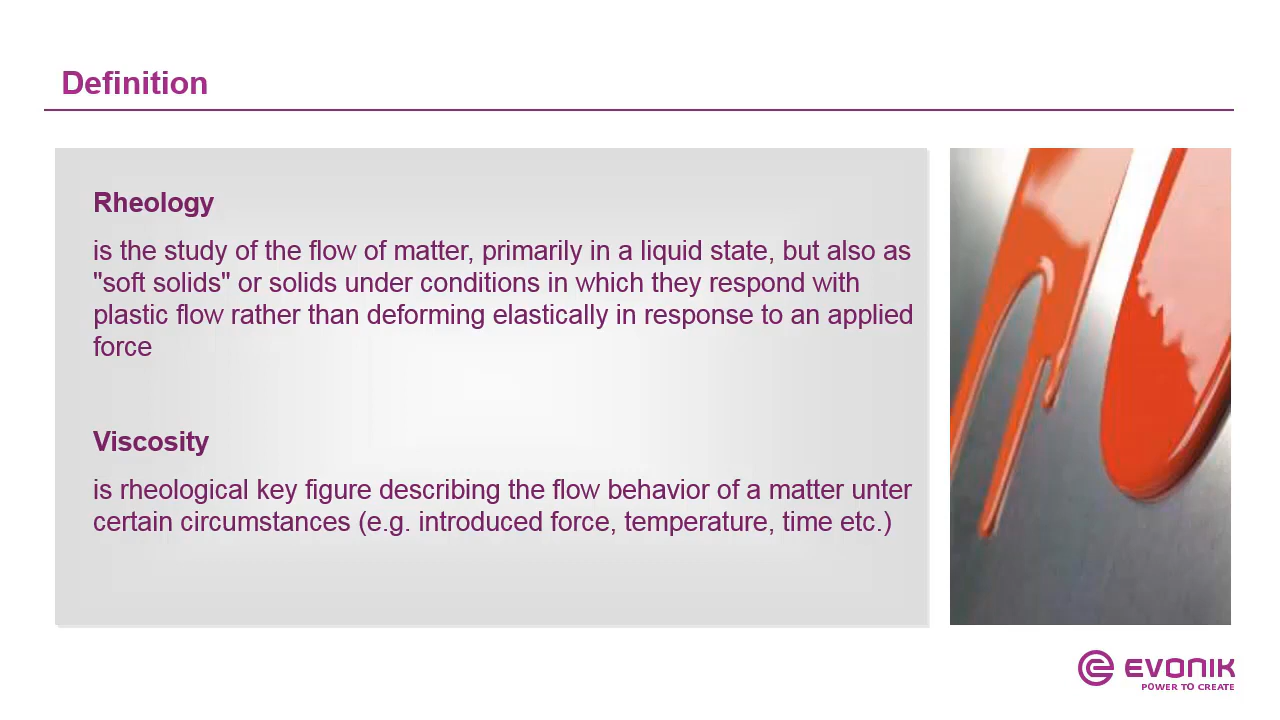 Definition
Rheology
is the study of the flow of matter, primarily in a liquid state, but also as
"soft solids" or solids under conditions in which they respond with
plastic flow rather than deforming elastically in response to an applied
force
Viscosity
is rheological key figure describing the flow behavior of a matter unter
certain circumstances (e.g. introduced force, temperature, time etc.)
EVONIK
POWER TO CREATE